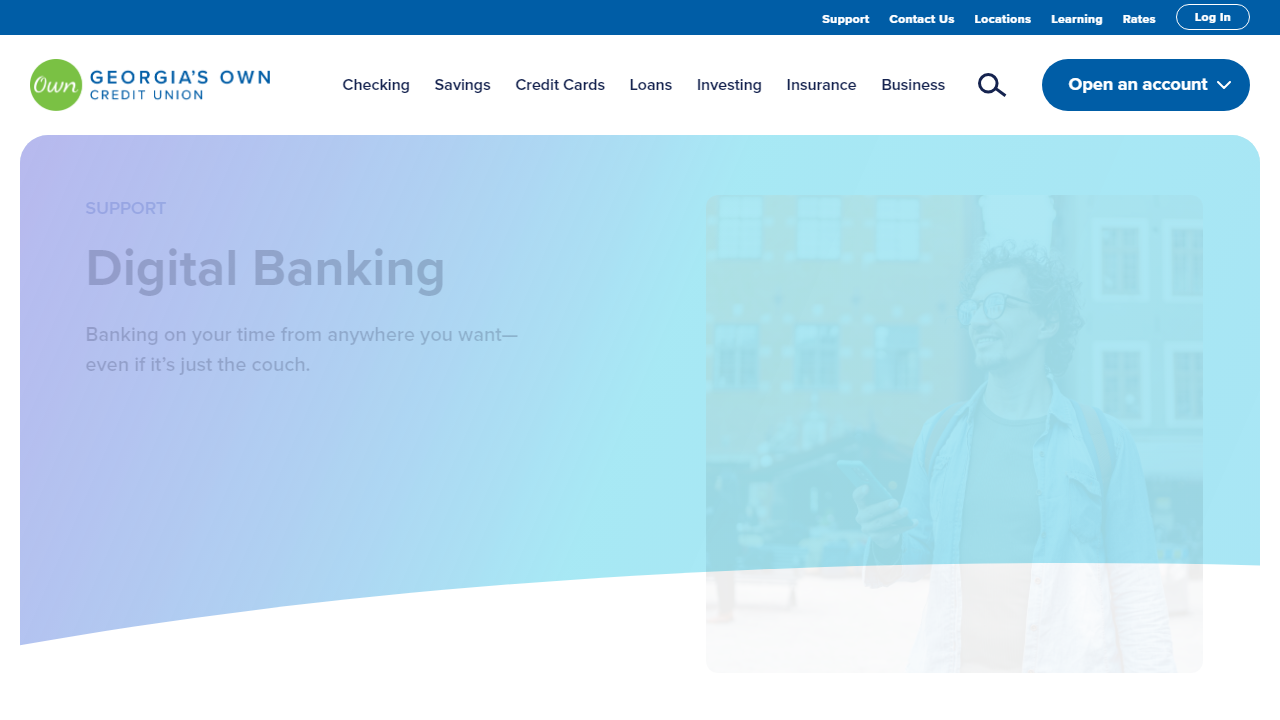 Support Contact Us Locations Learning Rates Log In
Own GEORGIA'S OWN
CREDIT UNION
Checking Savings Credit Cards Loans Investing Insurance Business
Open an account
SUPPORT
Digital Banking
Banking on your time from anywhere you want—
even if it's just the couch.